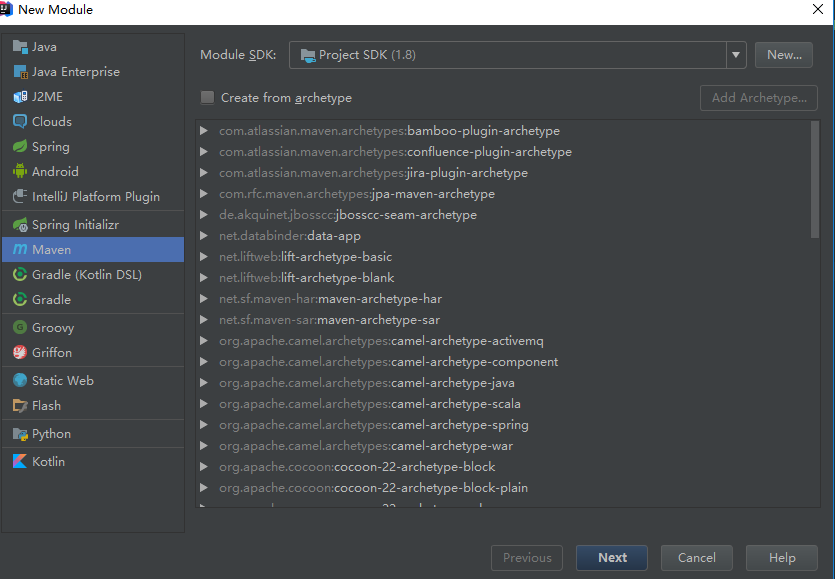 New Module
Java
Java Enterprise
J2ME
Clouds
Spring
Android
IntelliJ Platform Plugin
Spring Initializr
Maven
Gradle (Kotlin DSL)
Gradle
Groovy
Griffon
Static Web
Flash
Python
Kotlin
Module SDK: Project SDK (1.8) New...
Create from archetype Add Archetype...
com.atlassian.maven.archetypes:bamboo-plugin-archetype
com.atlassian.maven.archetypes:confluence-plugin-archetype
com.atlassian.maven.archetypes:jira-plugin-archetype
com.rfc.maven.archetypes:jpa-maven-archetype
de.akquinet.jbosscc:jbosscc-seam-archetype
net.databinder:data-app
net.liftweb:lift-archetype-basic
net.liftweb:lift-archetype-blank
net.sf.maven-har:maven-archetype-har
net.sf.maven-sar:maven-archetype-sar
org.apache.camel.archetypes:camel-archetype-activemq
org.apache.camel.archetypes:camel-archetype-component
org.apache.camel.archetypes:camel-archetype-java
org.apache.camel.archetypes:camel-archetype-scala
org.apache.camel.archetypes:camel-archetype-spring
org.apache.camel.archetypes:camel-archetype-war
org.apache.cocoon:cocoon-22-archetype-block
org.apache.cocoon:cocoon-22-archetype-block-plain
Previous Next Cancel Help